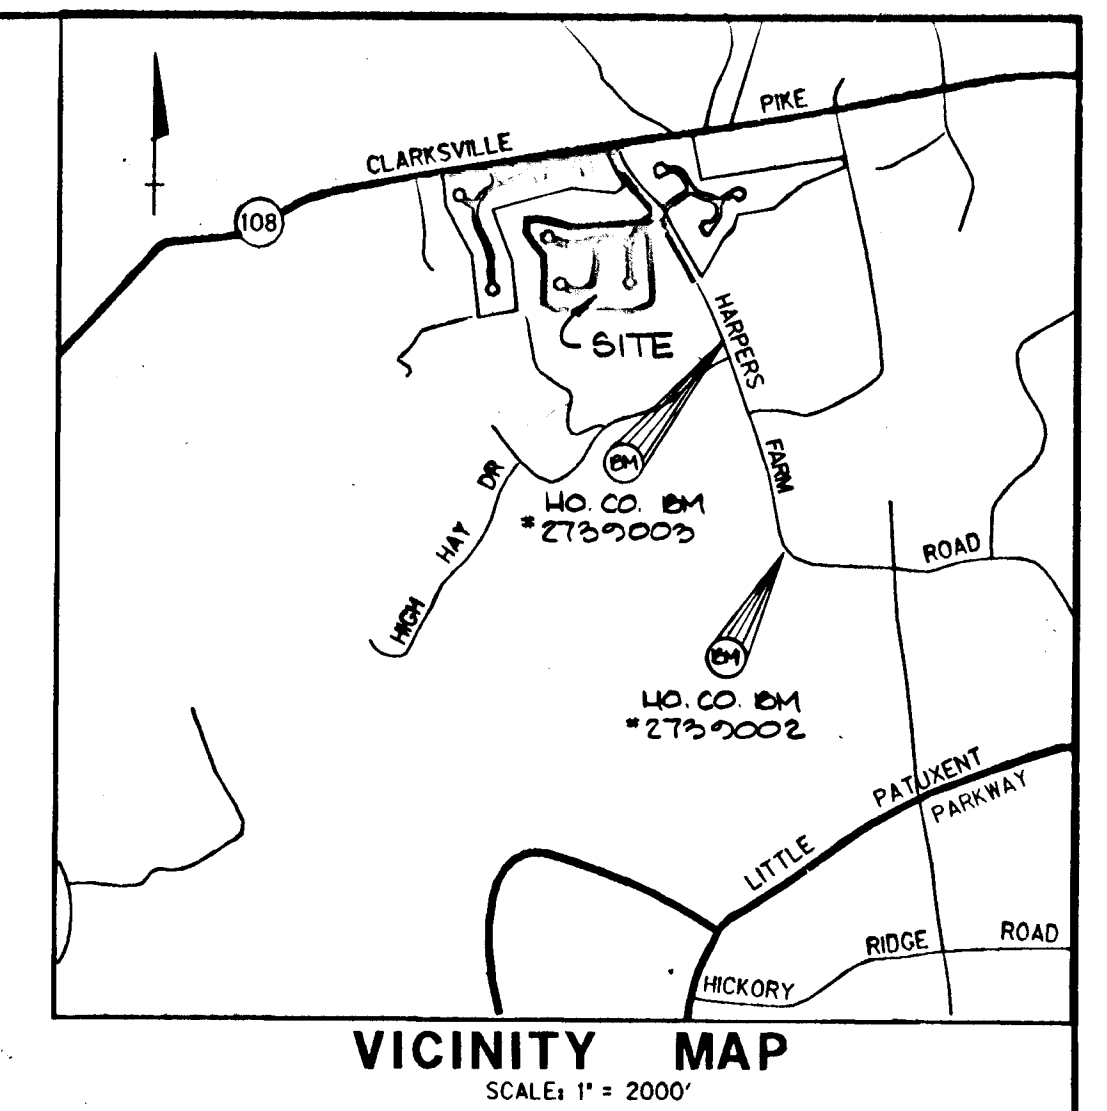 PIKE
CLARKSVILLE
108
SITE
HARPERS
FARM
ROAD
BM
HO. CO. BM
#2739003
HIGH HAY DR
BM
HO. CO. BM
#2739002
LITTLE PATUXENT
PARKWAY
HICKORY RIDGE ROAD
VICINITY MAP
SCALE: 1" = 2000'